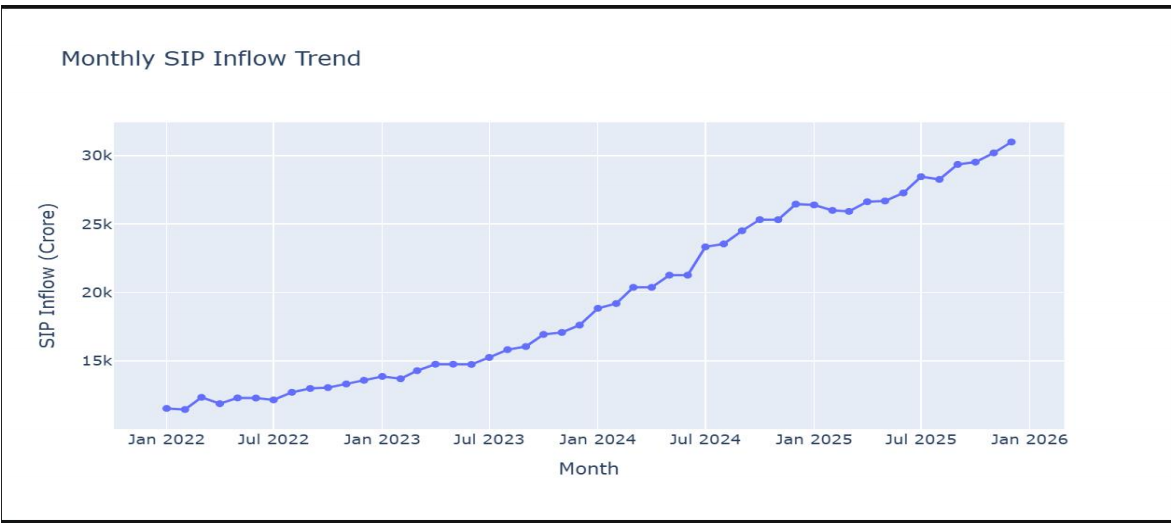 Monthly SIP Inflow Trend
30k
25k
20k
15k
SIP Inflow (Crore)
Jan 2022 Jul 2022 Jan 2023 Jul 2023 Jan 2024 Jul 2024 Jan 2025 Jul 2025 Jan 2026
Month